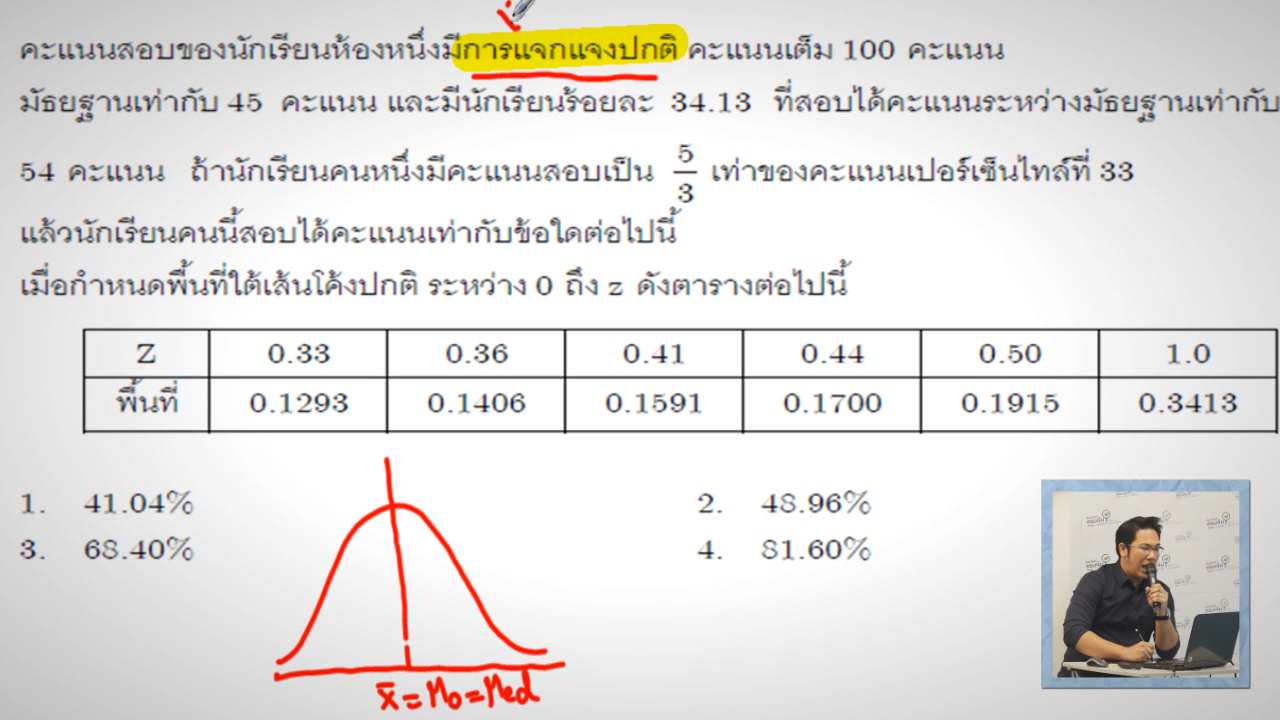 คะแนนสอบของนักเรียนห้องหนึ่งมีการแจกแจงปกติ คะแนนเต็ม 100 คะแนน
มัธยฐานเท่ากับ 45 คะแนน และมีนักเรียนร้อยละ 34.13 ที่สอบได้คะแนนระหว่างมัธยฐานเท่ากับ
54 คะแนน ถ้านักเรียนคนหนึ่งมีคะแนนสอบเป็น 5/3 เท่าของคะแนนเปอร์เซ็นไทล์ที่ 33
แล้วนักเรียนคนนี้สอบได้คะแนนเท่ากับข้อใดต่อไปนี้
เมื่อกำหนดพื้นที่ใต้เส้นโค้งปกติ ระหว่าง 0 ถึง z ดังตารางต่อไปนี้
Z 0.33 0.36 0.41 0.44 0.50 1.0
พื้นที่ 0.1293 0.1406 0.1591 0.1700 0.1915 0.3413
1. 41.04% 2. 48.96%
3. 68.40% 4. 81.60%
x̄ = Mo = Med